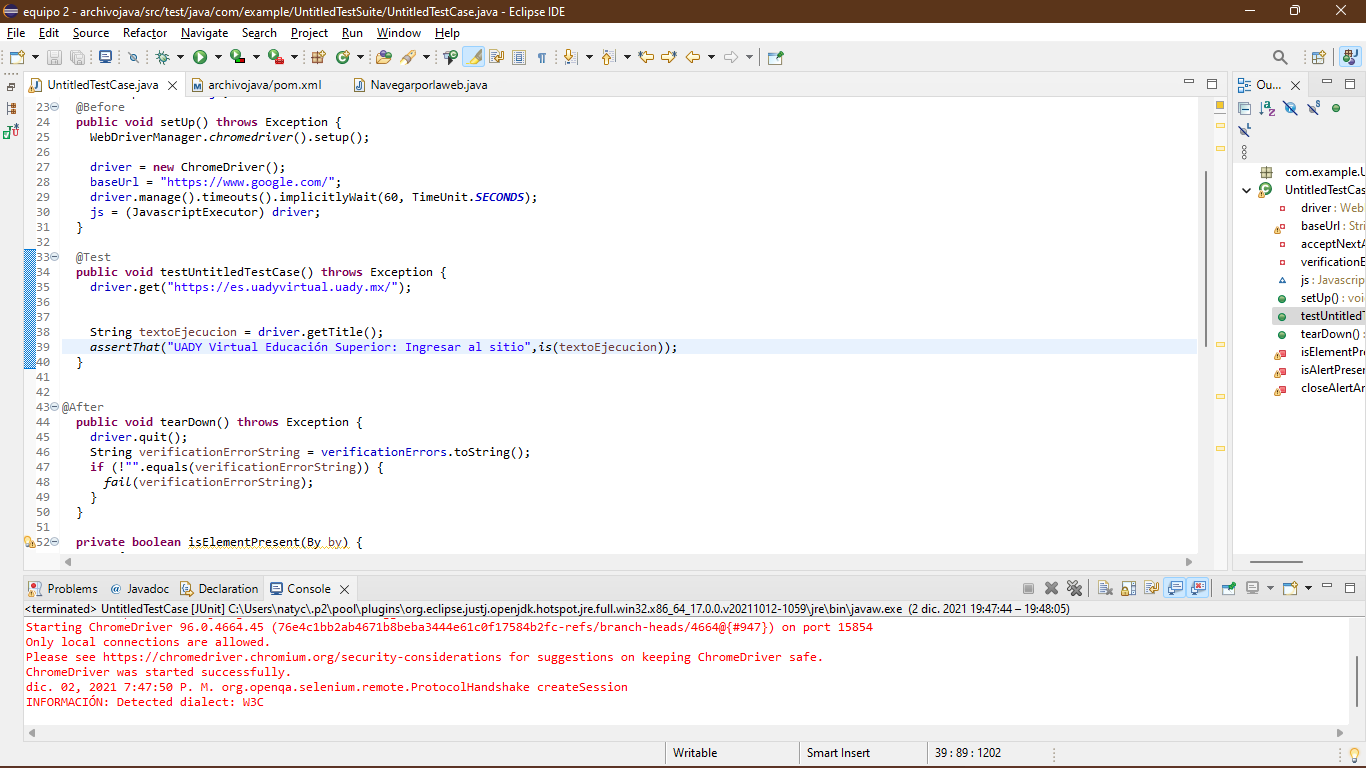 equipo 2 - archivojava/src/test/java/com/example/UntitledTestSuite/UntitledTestCase.java - Eclipse IDE
File Edit Source Refactor Navigate Search Project Run Window Help
UntitledTestCase.java archivojava/pom.xml Navegarporlaweb.java
23 @Before
24 public void setUp() throws Exception {
25 WebDriverManager.chromedriver().setup();
26
27 driver = new ChromeDriver();
28 baseUrl = "https://www.google.com/";
29 driver.manage().timeouts().implicitlyWait(60, TimeUnit.SECONDS);
30 js = (JavascriptExecutor) driver;
31 }
32
33 @Test
34 public void testUntitledTestCase() throws Exception {
35 driver.get("https://es.uadyvirtual.uady.mx/");
36
37
38 String textoEjecucion = driver.getTitle();
39 assertThat("UADY Virtual Educación Superior: Ingresar al sitio",is(textoEjecucion));
40 }
41
42
43 @After
44 public void tearDown() throws Exception {
45 driver.quit();
46 String verificationErrorString = verificationErrors.toString();
47 if (!"".equals(verificationErrorString)) {
48 fail(verificationErrorString);
49 }
50 }
51
52 private boolean isElementPresent(By by) {
Ou...
com.example.U
UntitledTestCas
driver : Web
baseUrl : Stri
acceptNextA
verificationE
js : Javascrip
setUp() : voi
testUntitledT
tearDown() :
isElementPre
isAlertPreser
closeAlertAr
Problems @ Javadoc Declaration Console
<terminated> UntitledTestCase [JUnit] C:\Users\natyc\.p2\pool\plugins\org.eclipse.justj.openjdk.hotspot.jre.full.win32.x86_64_17.0.0.v20211012-1059\jre\bin\javaw.exe (2 dic. 2021 19:47:44 – 19:48:05)
Starting ChromeDriver 96.0.4664.45 (76e4c1bb2ab4671b8beba3444e61c0f17584b2fc-refs/branch-heads/4664@{#947}) on port 15854
Only local connections are allowed.
Please see https://chromedriver.chromium.org/security-considerations for suggestions on keeping ChromeDriver safe.
ChromeDriver was started successfully.
dic. 02, 2021 7:47:50 P. M. org.openqa.selenium.remote.ProtocolHandshake createSession
INFORMACIÓN: Detected dialect: W3C
Writable Smart Insert 39 : 89 : 1202